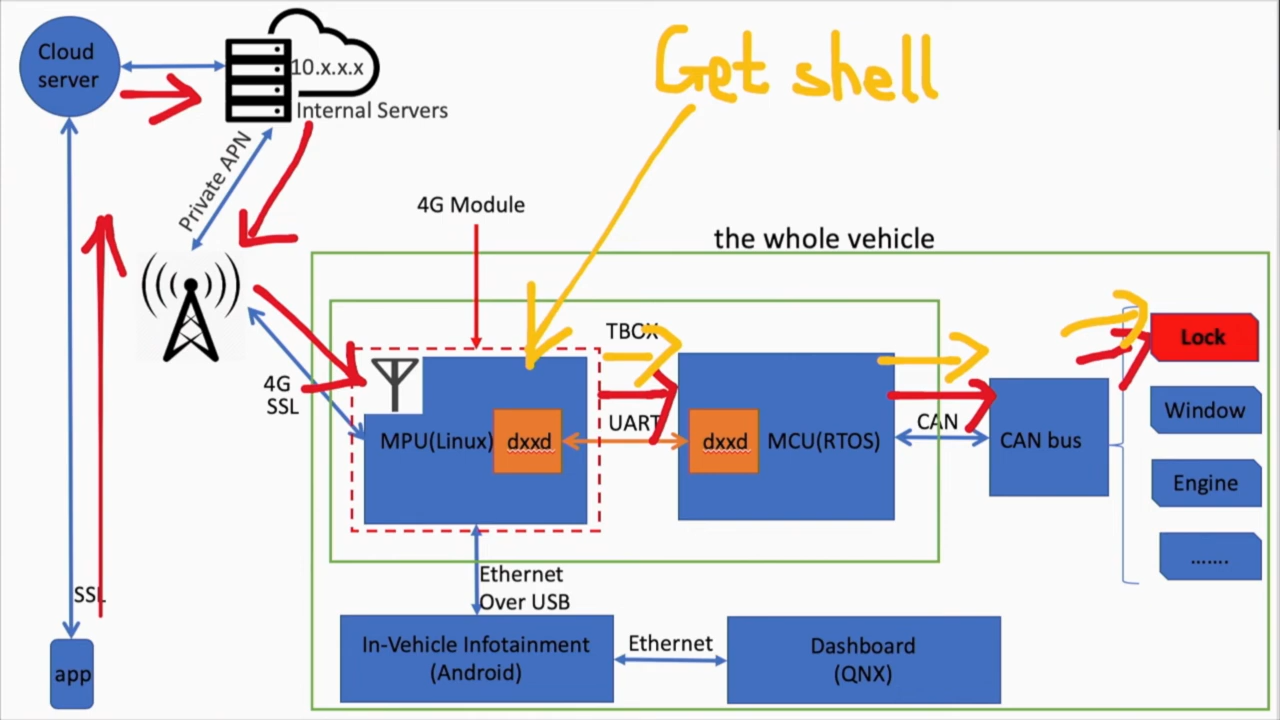 Cloud
server
10.x.x.x
Internal Servers
Get shell
Private APN
4G Module
the whole vehicle
TBOX
Lock
4G
SSL
MPU(Linux)
dxxd
UART
dxxd
MCU(RTOS)
CAN
CAN bus
Window
Engine
.......
SSL
Ethernet
Over USB
app
In-Vehicle Infotainment
(Android)
Ethernet
Dashboard
(QNX)